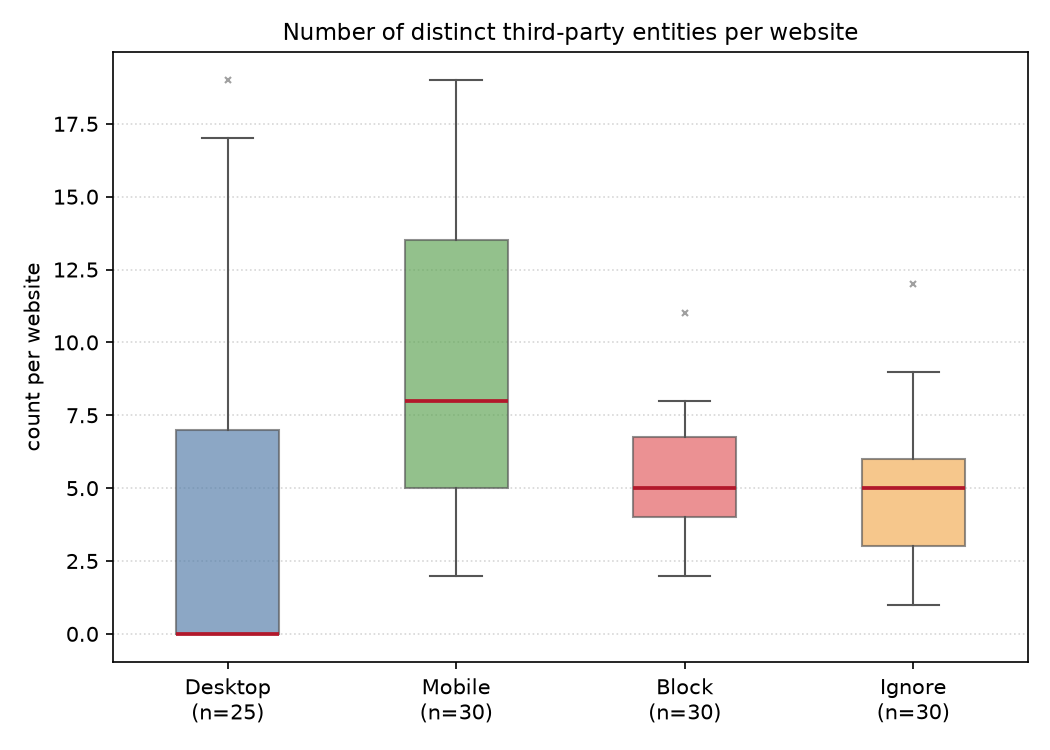 Number of distinct third-party entities per website
count per website
17.5
15.0
12.5
10.0
7.5
5.0
2.5
0.0
Desktop
(n=25)
Mobile
(n=30)
Block
(n=30)
Ignore
(n=30)